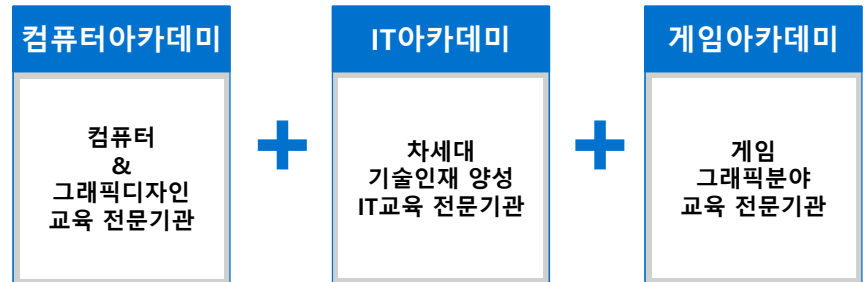 컴퓨터아카데미
컴퓨터
&
그래픽디자인
교육 전문기관
IT아카데미
차세대
기술인재 양성
IT교육 전문기관
게임아카데미
게임
그래픽분야
교육 전문기관